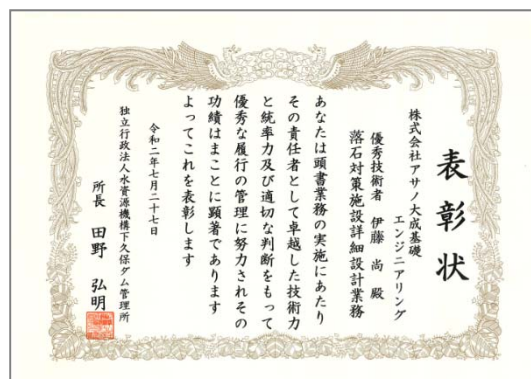 表彰状
株式会社アサノ大成基礎
エンジニアリング
優秀技術者 伊藤 尚 殿
落石対策施設詳細設計業務
あなたは頭書業務の実施にあたり
その責任者として卓越した技術力
と統率力及び適切な判断をもって
優秀な履行の管理に努力されその
功績はまことに顕著であります
よってこれを表彰します
令和二年七月二十七日
独立行政法人水資源機構下久保ダム管理所
所長 田野 弘明